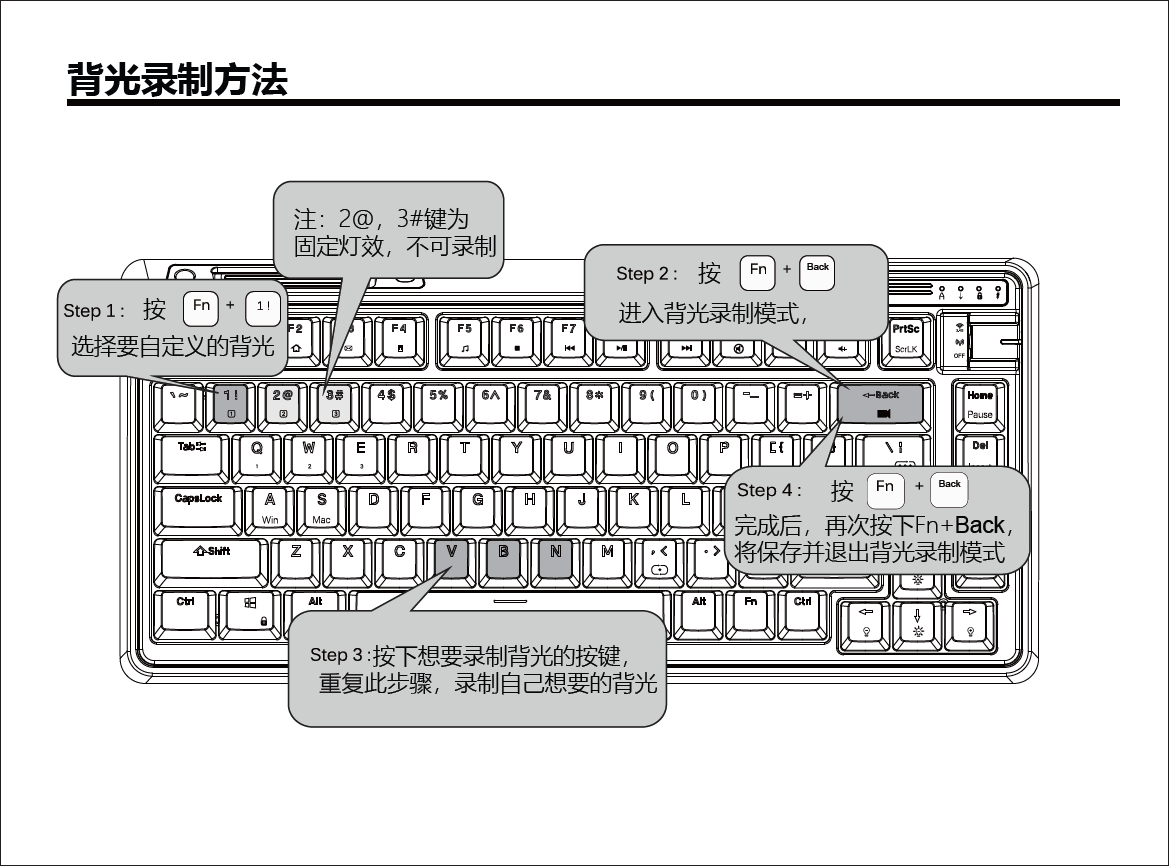 背光录制方法
注：2@，3#键为
固定灯效，不可录制
Step 1： 按 Fn + 1!
选择要自定义的背光
Step 2： 按 Fn + Back
进入背光录制模式，
F2 F4 F5 F6 F7 PrtSc
ScrLK
A
OFF
1! 2@ 3# 4$ 5% 6^ 7& 8* 9( 0) -_ =+ ←Back Home
1 2 3 Pause
Tab Q W E R T Y U I O P [{ \| Del
1 2 3
Step 4： 按 Fn + Back
完成后，再次按下Fn+Back，
将保存并退出背光录制模式
CapsLock A S D F G H J K L
Win Mac
Shift Z X C V B N M ,< .>
Ctrl Alt Alt Fn Ctrl
Step 3：按下想要录制背光的按键，
重复此步骤，录制自己想要的背光